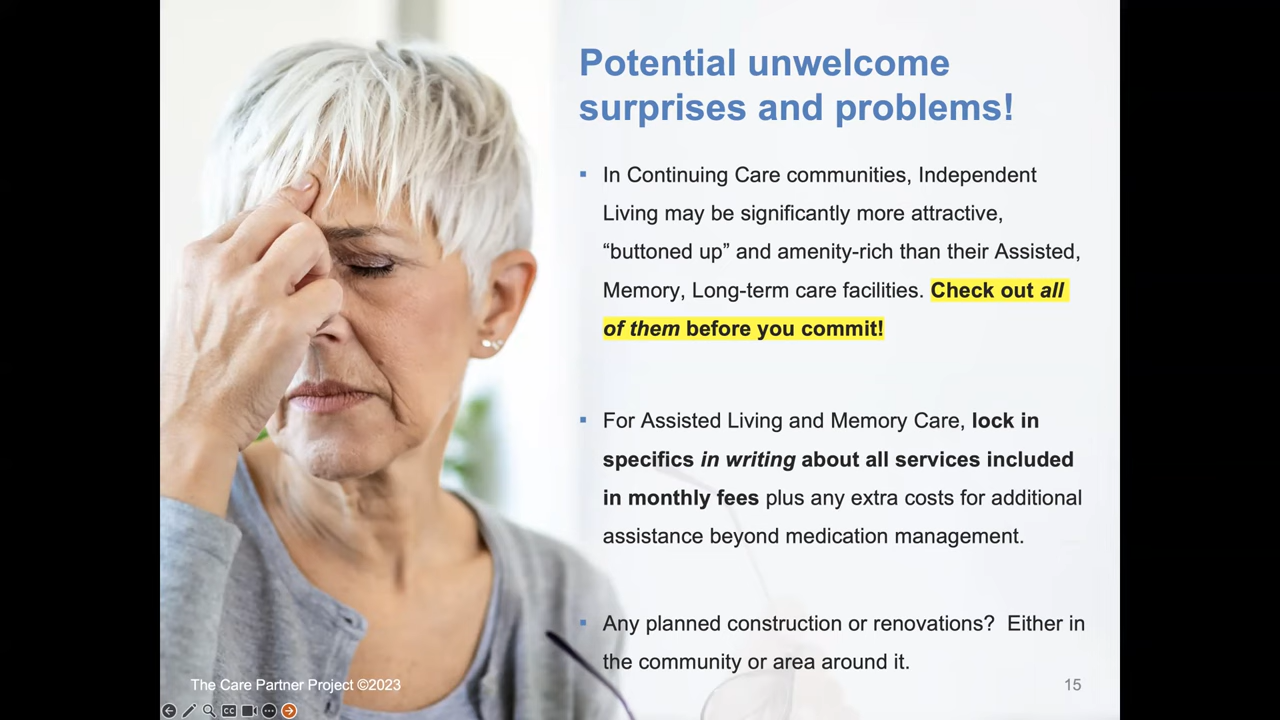 Potential unwelcome
surprises and problems!
▪ In Continuing Care communities, Independent
Living may be significantly more attractive,
“buttoned up” and amenity-rich than their Assisted,
Memory, Long-term care facilities. Check out all
of them before you commit!
▪ For Assisted Living and Memory Care, lock in
specifics in writing about all services included
in monthly fees plus any extra costs for additional
assistance beyond medication management.
▪ Any planned construction or renovations?  Either in
the community or area around it.
The Care Partner Project ©2023
15
CC